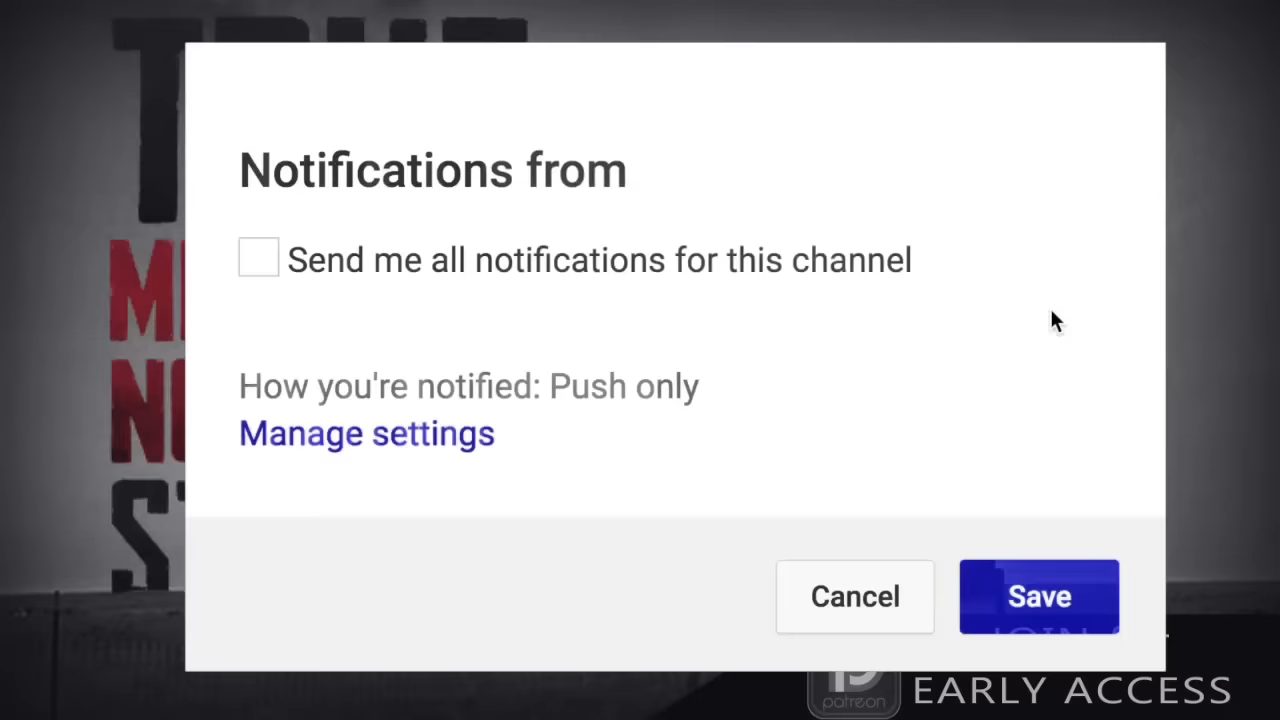 Notifications from
Send me all notifications for this channel
How you're notified: Push only
Manage settings
Cancel
Save
patreon
EARLY ACCESS